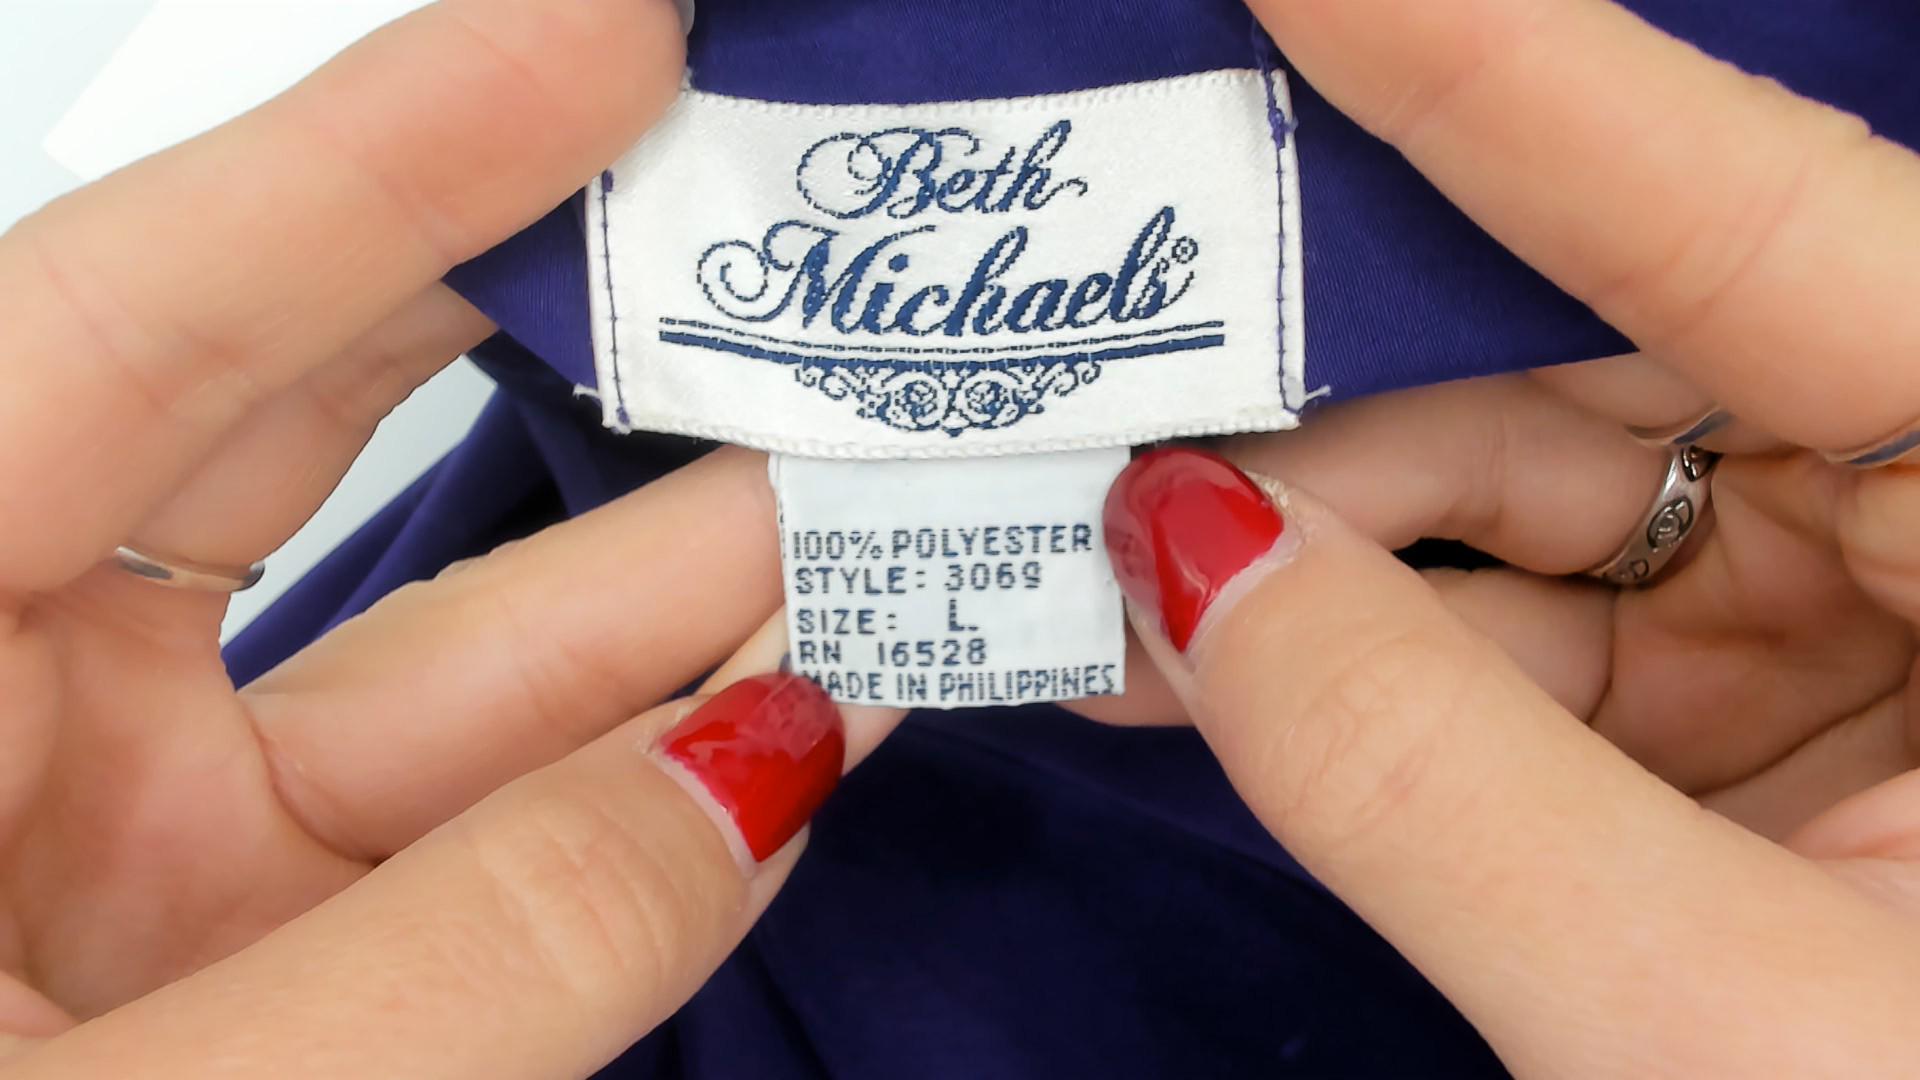 Beth
Michaels®
100% POLYESTER
STYLE: 3069
SIZE: L.
RN 16528
MADE IN PHILIPPINES